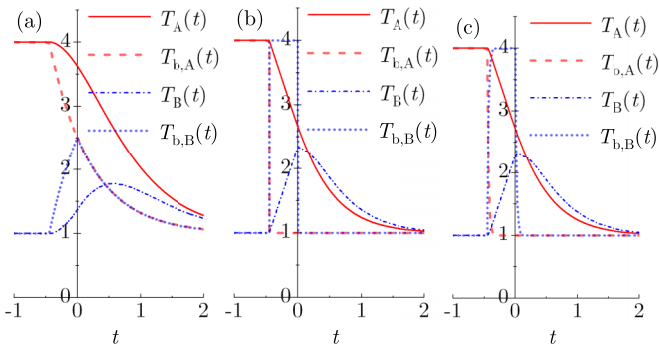 (a)
T_A(t)
T_b,A(t)
T_B(t)
T_b,B(t)
4
3
2
1
0
-1 0 1 2
t
(b)
T_A(t)
T_b,A(t)
T_B(t)
T_b,B(t)
4
3
2
1
0
-1 0 1 2
t
(c)
T_A(t)
T_b,A(t)
T_B(t)
T_b,B(t)
4
3
2
1
0
-1 0 1 2
t